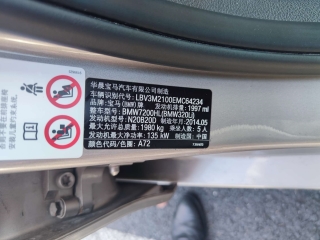 华晨宝马汽车有限公司制造
车辆识别代号: LBV3M2100EMC64234
品牌: 宝马(BMW)牌 发动机排量: 1997 ml
整车型号: BMW7200HL(BMW320Li)
发动机型号: N20B20D 制造年月 2014.05
最大允许总质量: 1980 kg 乘坐人数: 5 人
发动机最大净功率: 135 kW 制造国: 中国
颜色代码/色圈: A72